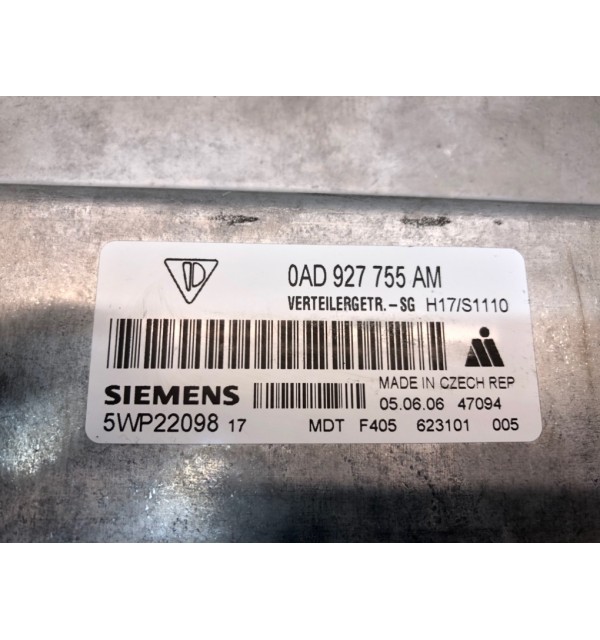 0AD 927 755 AM
VERTEILERGETR.-SG H17/S1110
MADE IN CZECH REP
SIEMENS 05.06.06 47094
5WP22098 17 MDT F405 623101 005